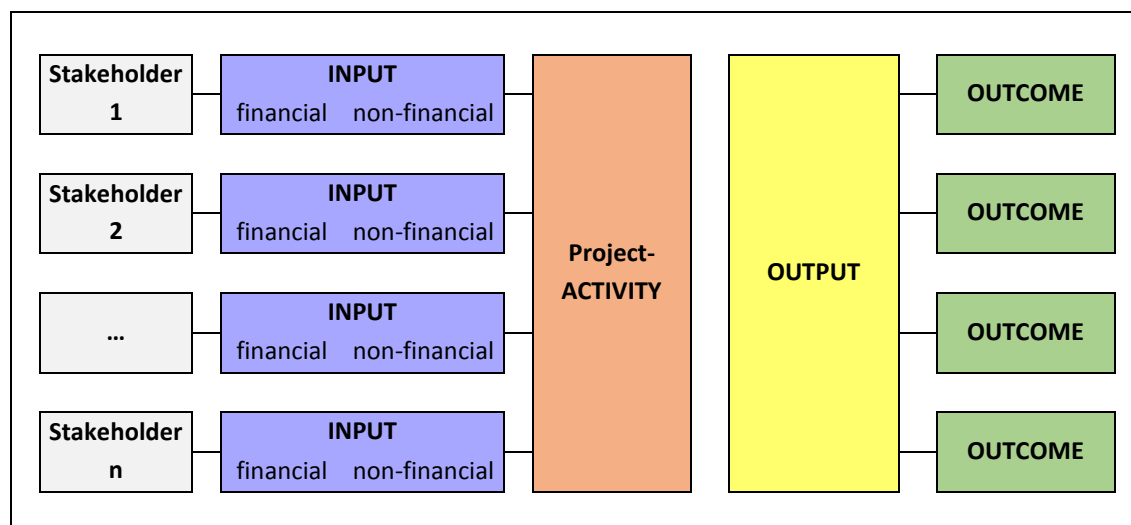 Stakeholder
1
INPUT
financial non-financial
OUTCOME
Stakeholder
2
INPUT
financial non-financial
OUTCOME
Project-
ACTIVITY
OUTPUT
...
INPUT
financial non-financial
OUTCOME
Stakeholder
n
INPUT
financial non-financial
OUTCOME